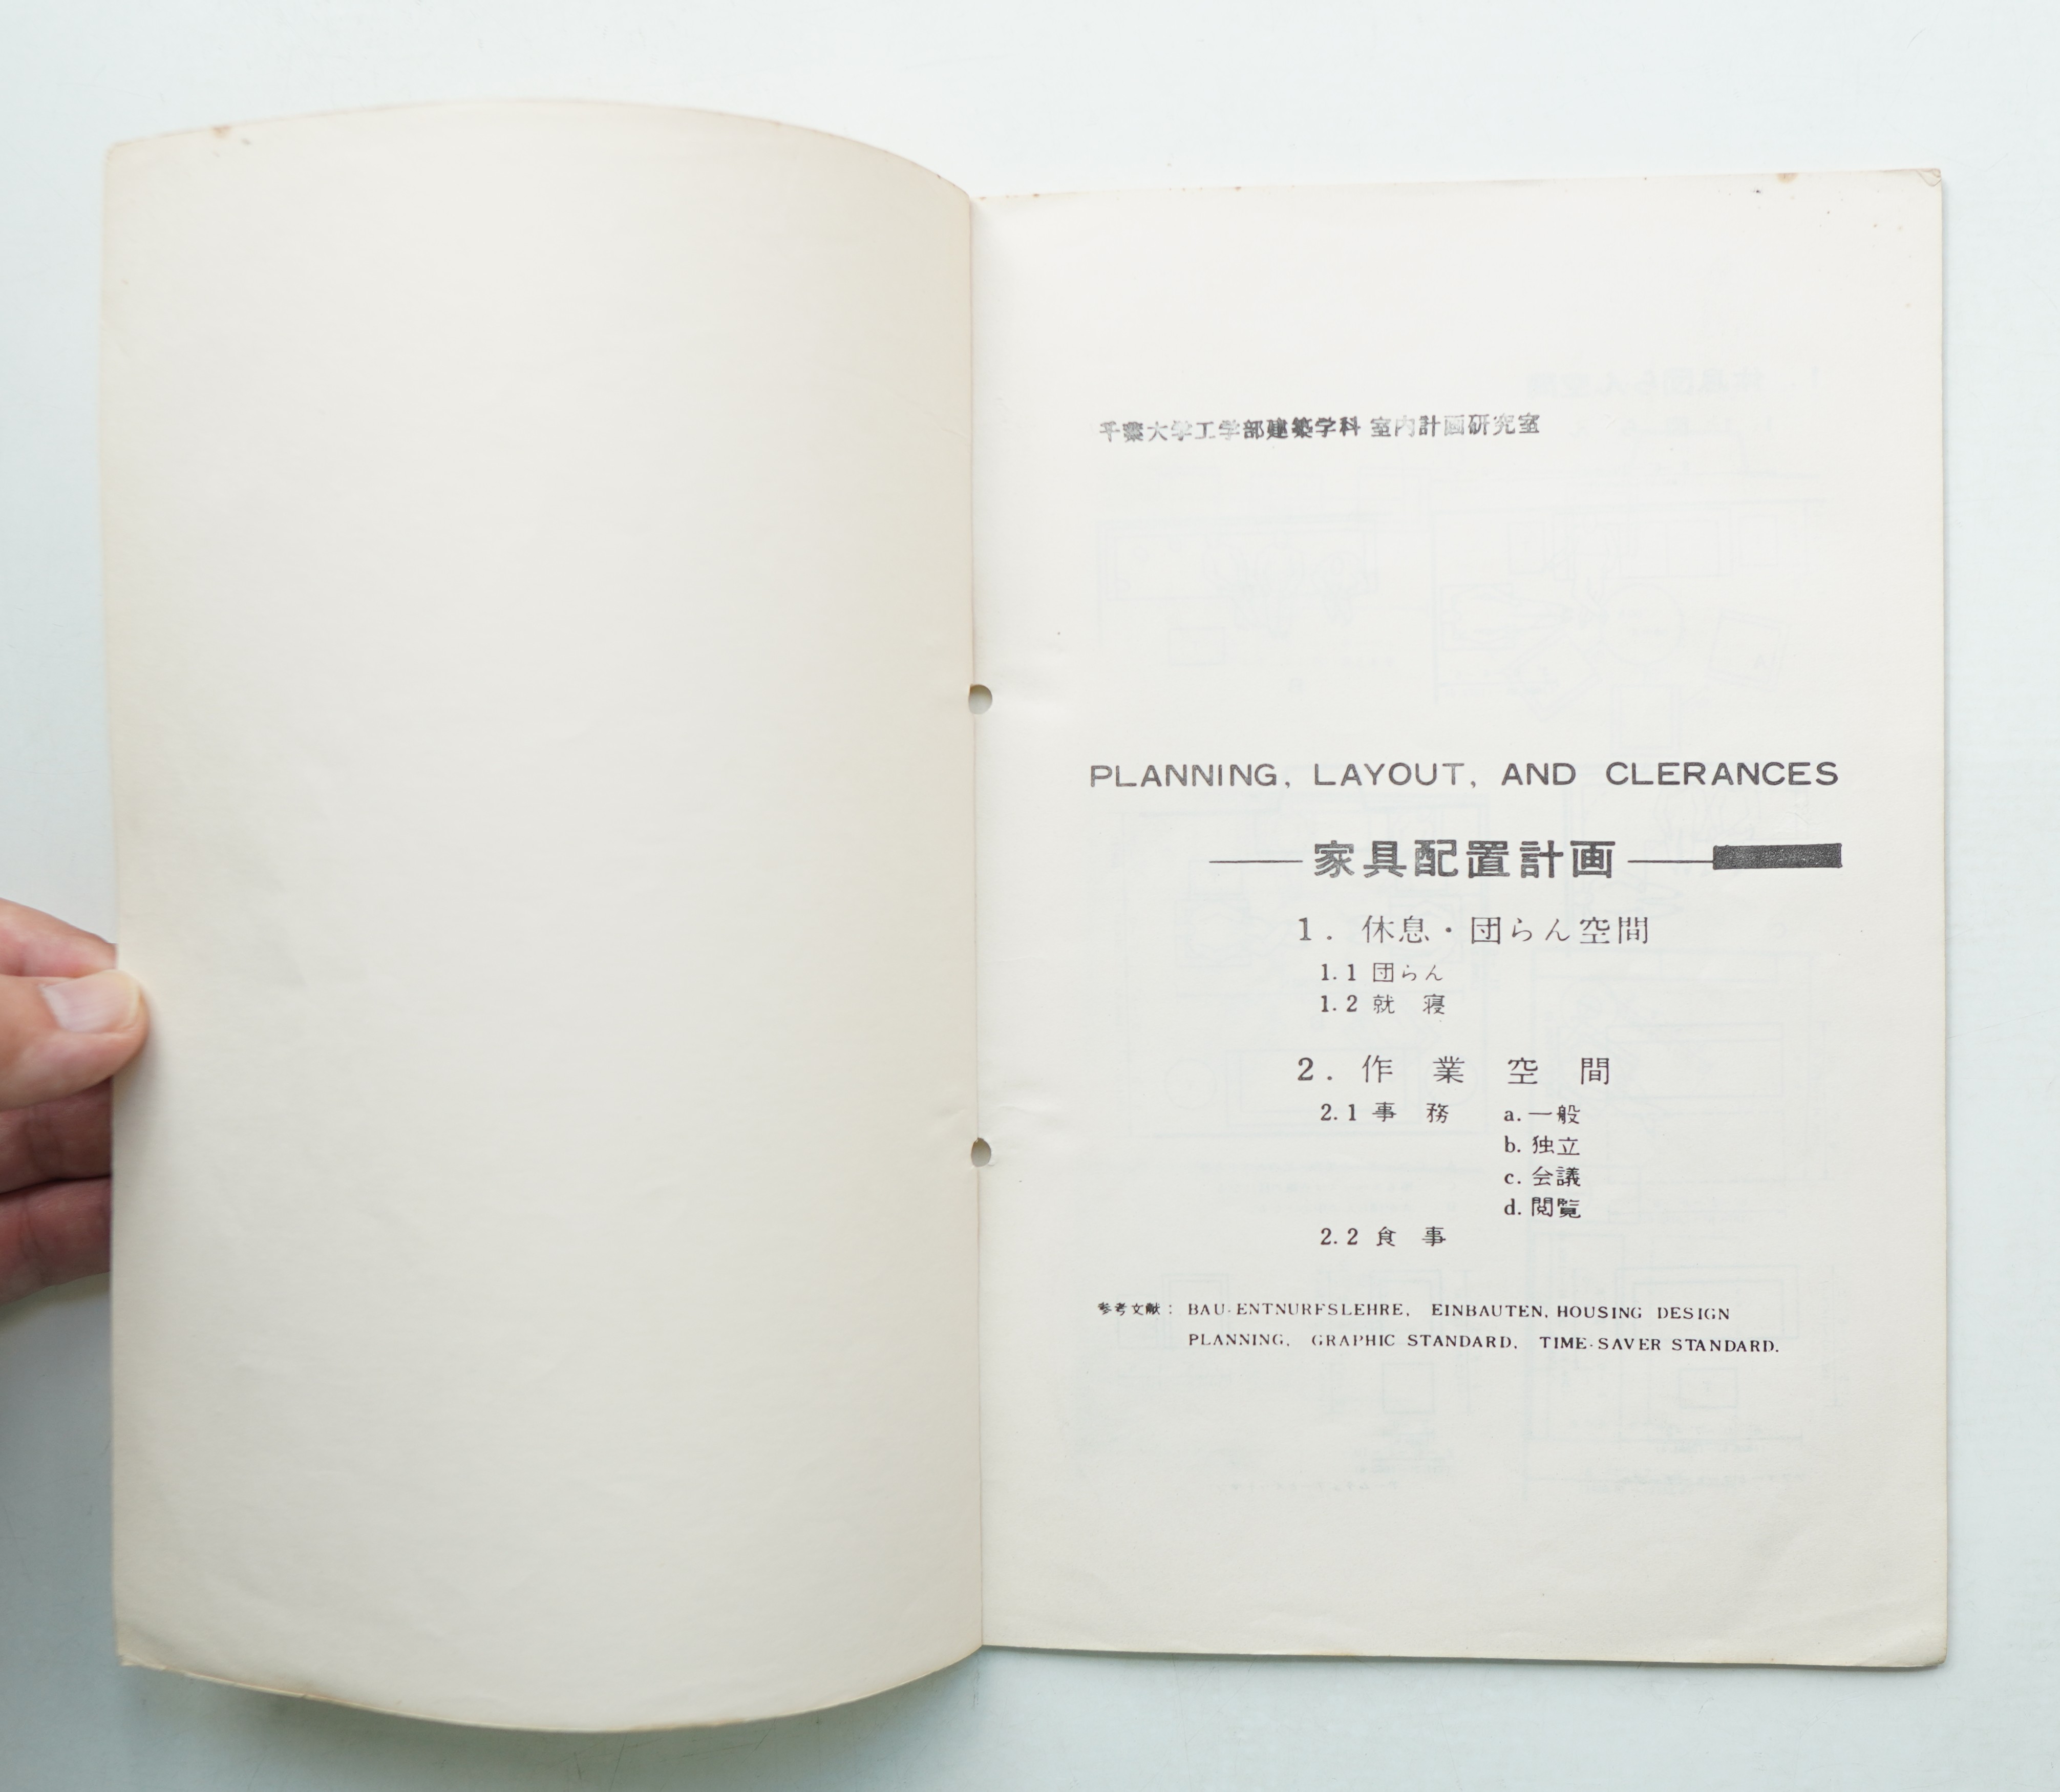 千葉大学工学部建築学科 室内計画研究室
PLANNING, LAYOUT, AND CLERANCES
家具配置計画
1. 休息・団らん空間
1.1 団らん
1.2 就 寝
2. 作 業 空 間
2.1 事 務 a. 一般
b. 独立
c. 会議
d. 閲覧
2.2 食 事
参考文献: BAU-ENTNURFSLEHRE, EINBAUTEN, HOUSING DESIGN
PLANNING, GRAPHIC STANDARD, TIME-SAVER STANDARD.